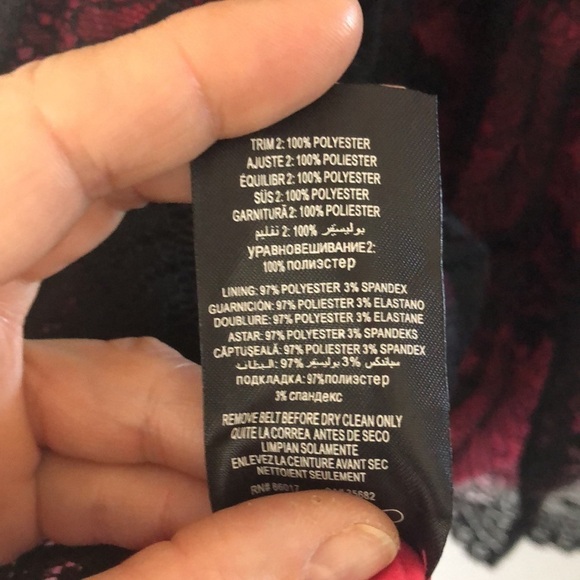 TRIM 2: 100% POLYESTER
AJUSTE 2: 100% POLIESTER
ÉQUILIBR 2: 100% POLYESTER
SÜS 2: 100% POLYESTER
GARNITURĂ 2: 100% POLYESTER
تقليم 2: 100% بوليستر
УРАВНОВЕШИВАНИЕ 2:
100% ПОЛИЭСТЕР
LINING: 97% POLYESTER 3% SPANDEX
GUARNICIÓN: 97% POLIESTER 3% ELASTANO
DOUBLURE: 97% POLYESTER 3% ELASTANE
ASTAR: 97% POLYESTER 3% SPANDEKS
CĂPTUŞEALĂ: 97% POLIESTER 3% SPANDEX
البطانة: 97% بوليستر 3% سباندكس
ПОДКЛАДКА: 97% ПОЛИЭСТЕР
3% СПАНДЕКС
REMOVE BELT BEFORE DRY CLEAN ONLY
QUITE LA CORREA ANTES DE SECO
LIMPIAN SOLAMENTE
ENLEVEZ LA CEINTURE AVANT SEC
NETTOIENT SEULEMENT
RN# 86017